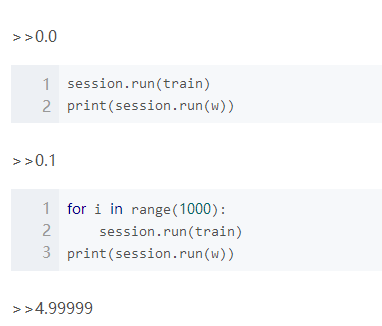 >>0.0
1 session.run(train)
2 print(session.run(w))
>>0.1
1 for i in range(1000):
2     session.run(train)
3 print(session.run(w))
>>4.99999